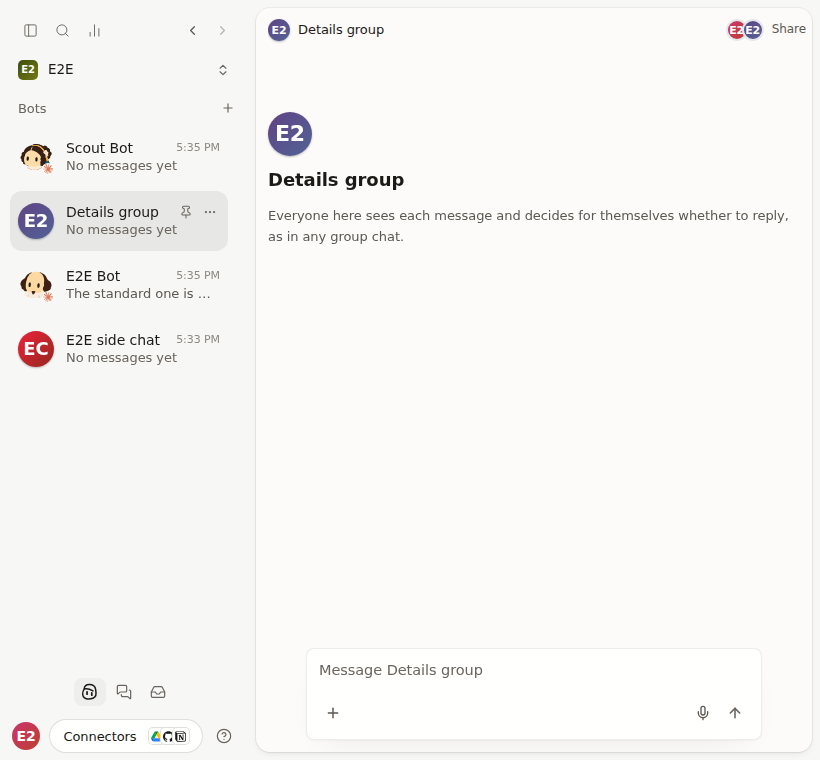 E2 E2E
Bots
Scout Bot 5:35 PM
No messages yet
E2 Details group
No messages yet
E2E Bot 5:35 PM
The standard one is ...
EC E2E side chat 5:33 PM
No messages yet
E2 Connectors
E2 Details group E2 E2 Share
E2
Details group
Everyone here sees each message and decides for themselves whether to reply,
as in any group chat.
Message Details group